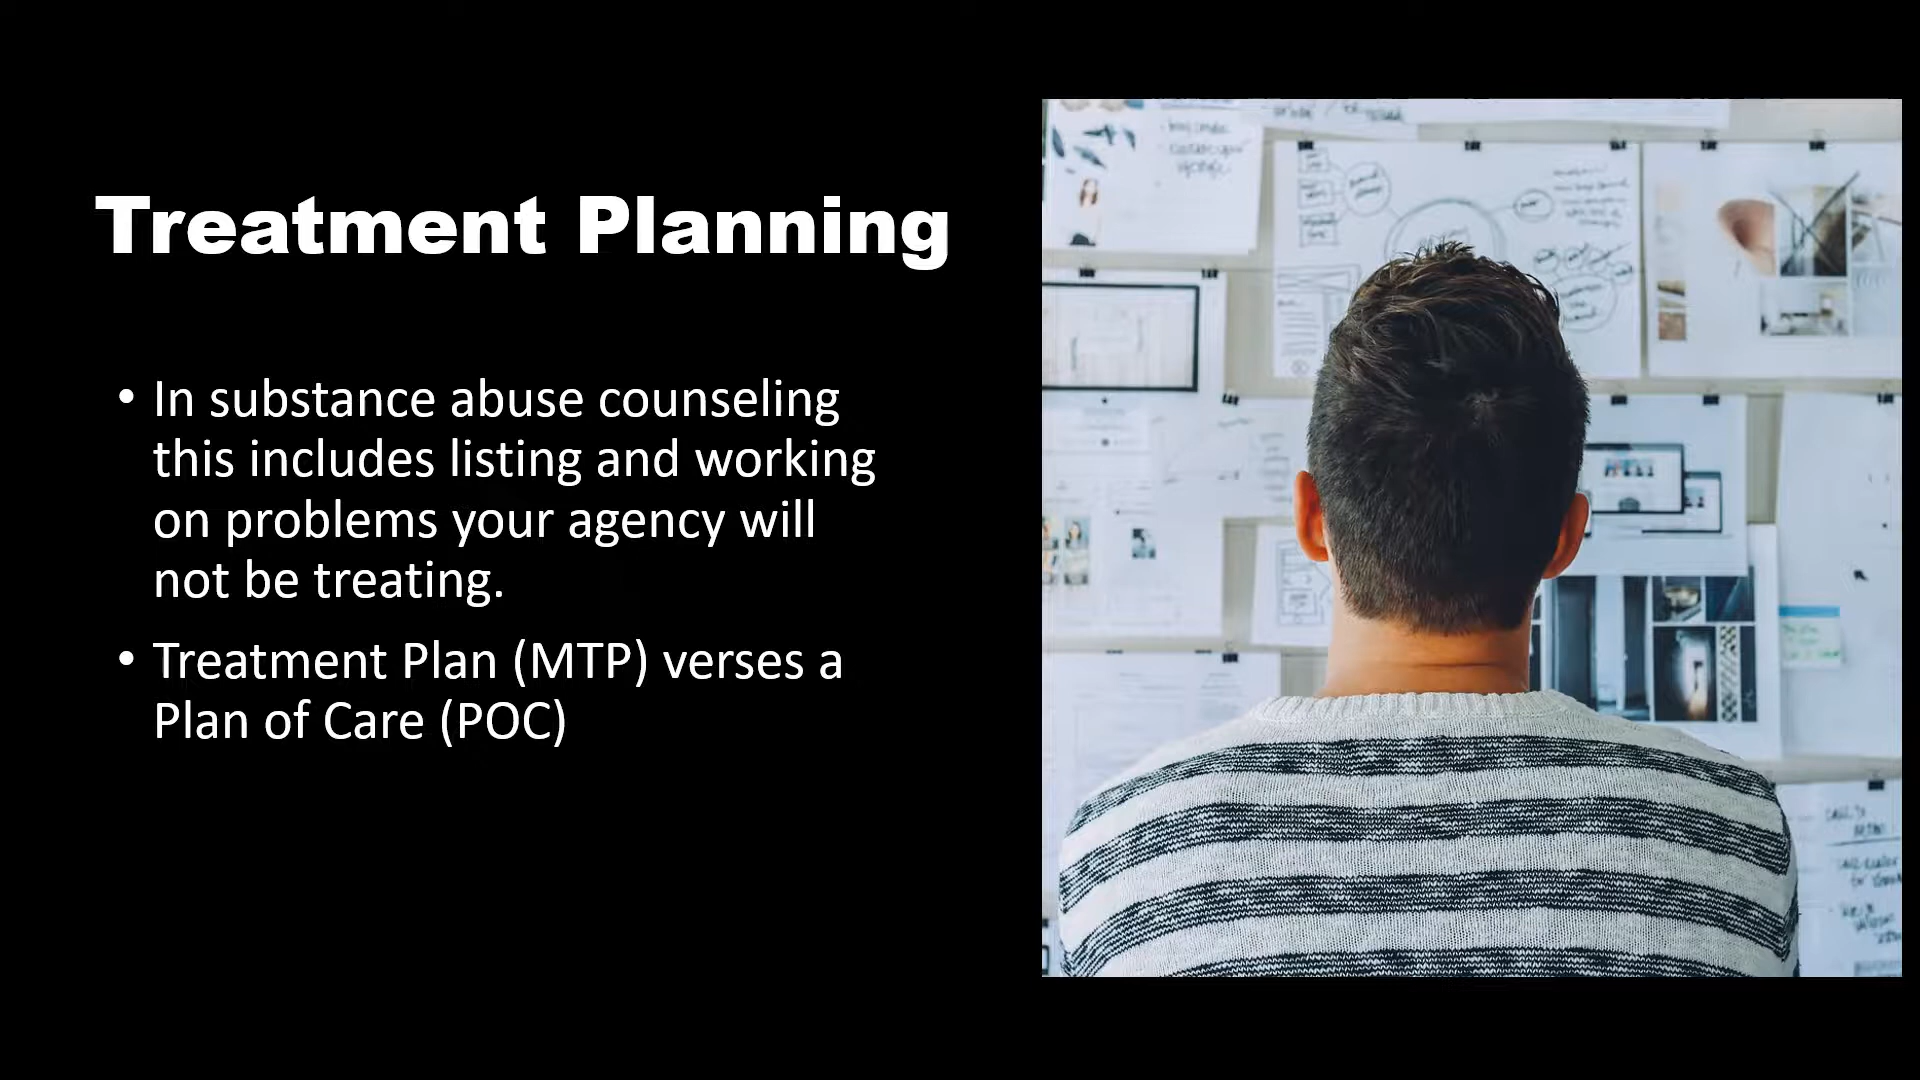 Treatment Planning
• In substance abuse counseling
this includes listing and working
on problems your agency will
not be treating.
• Treatment Plan (MTP) verses a
Plan of Care (POC)